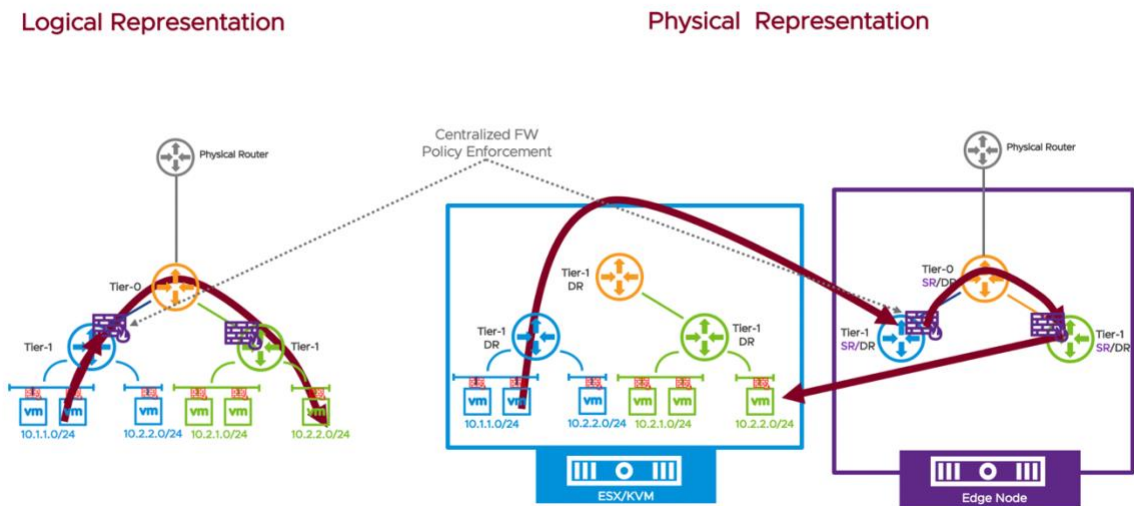 Logical Representation
Physical Representation
Centralized FW
Policy Enforcement
Physical Router
Physical Router
Tier-0
Tier-1
Tier-1
vm
vm
vm
vm
vm
vm
10.1.1.0/24
10.2.2.0/24
10.2.1.0/24
10.2.2.0/24
Tier-1
DR
Tier-1
DR
Tier-1
DR
vm
vm
vm
vm
vm
vm
10.1.1.0/24
10.2.2.0/24
10.2.1.0/24
10.2.2.0/24
ESX/KVM
Tier-0
SR/DR
Tier-1
SR/DR
Tier-1
SR/DR
Edge Node